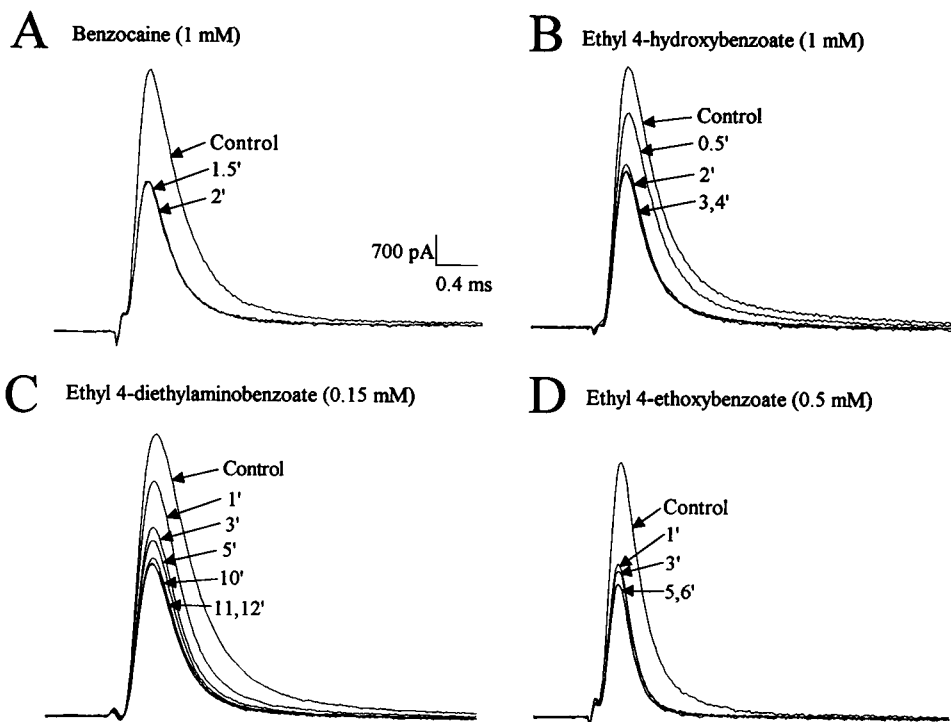 A Benzocaine (1 mM)
Control
1.5'
2'
700 pA
0.4 ms
B Ethyl 4-hydroxybenzoate (1 mM)
Control
0.5'
2'
3,4'
C Ethyl 4-diethylaminobenzoate (0.15 mM)
Control
1'
3'
5'
10'
11,12'
D Ethyl 4-ethoxybenzoate (0.5 mM)
Control
1'
3'
5,6'